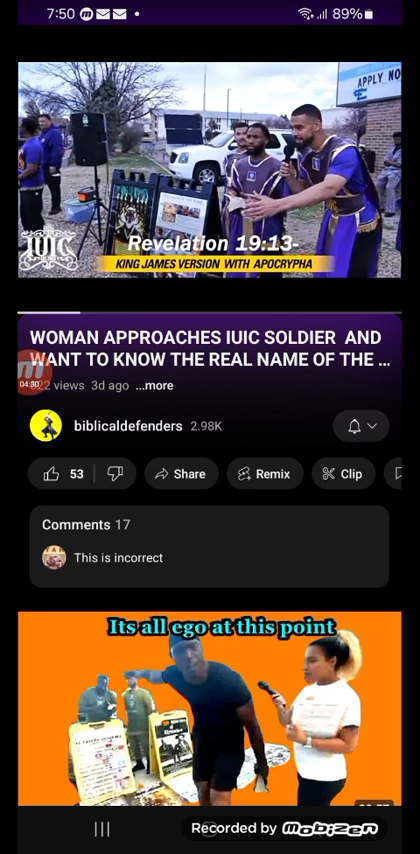 7:50
89%
APPLY NO
IUIC
Revelation 19:13-
KING JAMES VERSION WITH APOCRYPHA
WOMAN APPROACHES IUIC SOLDIER AND
WANT TO KNOW THE REAL NAME OF THE ...
04:30
22 views 3d ago ...more
biblicaldefenders 2.98K
53
Share
Remix
Clip
Comments 17
This is incorrect
Its all ego at this point
Recorded by mobizen